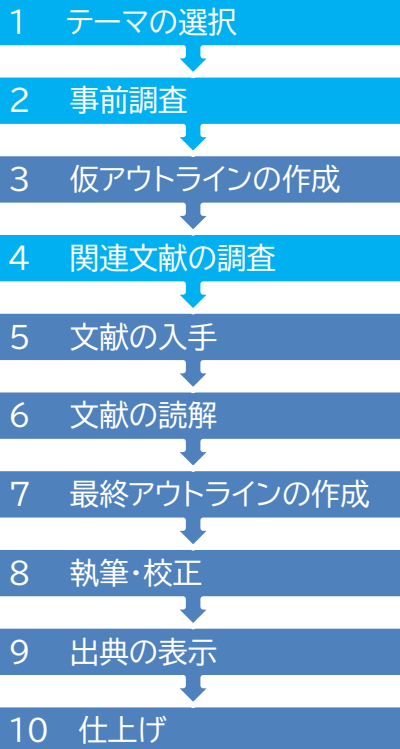 1 テーマの選択
2 事前調査
3 仮アウトラインの作成
4 関連文献の調査
5 文献の入手
6 文献の読解
7 最終アウトラインの作成
8 執筆・校正
9 出典の表示
10 仕上げ